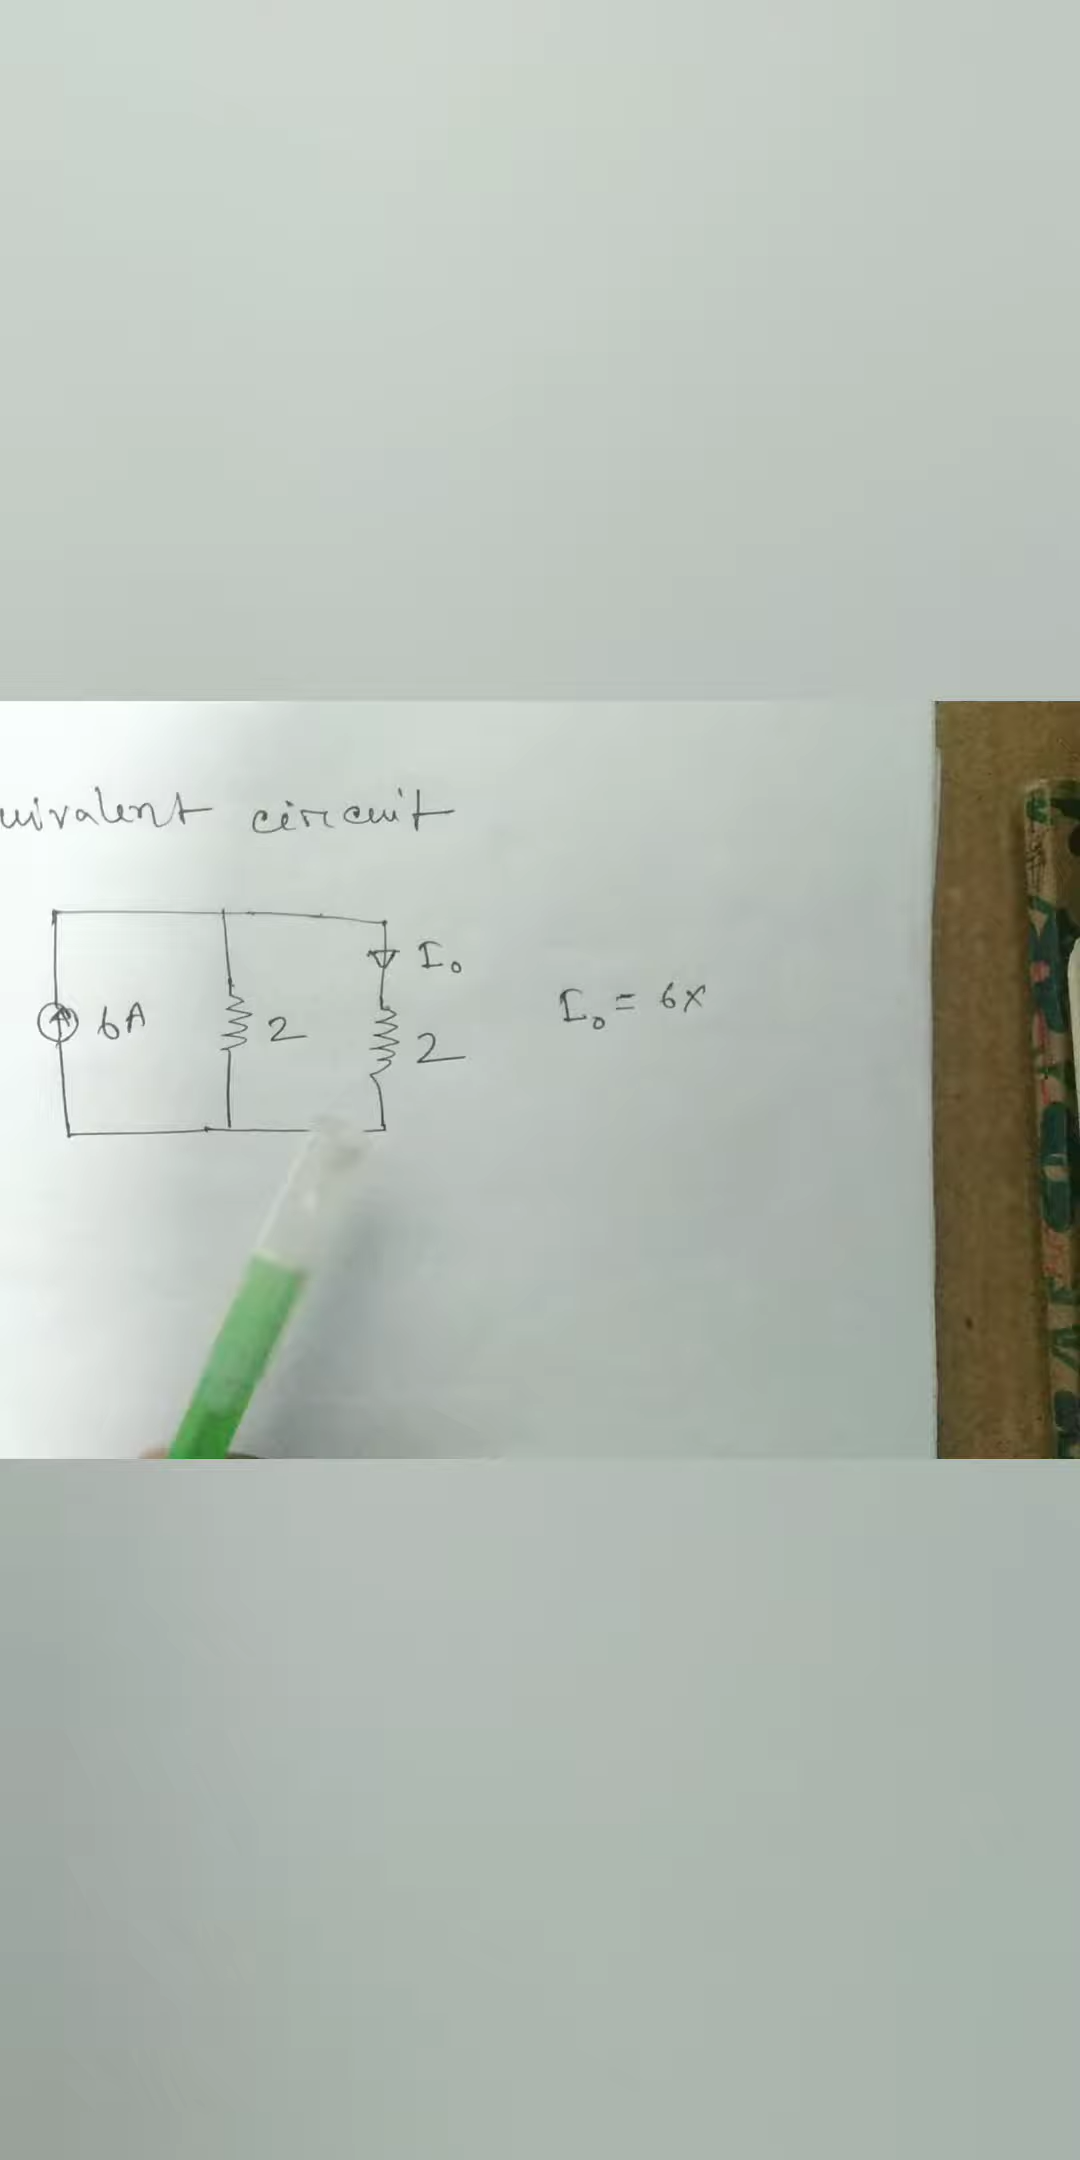 uivalent circuit
6A
2
I₀
2
I₀ = 6×